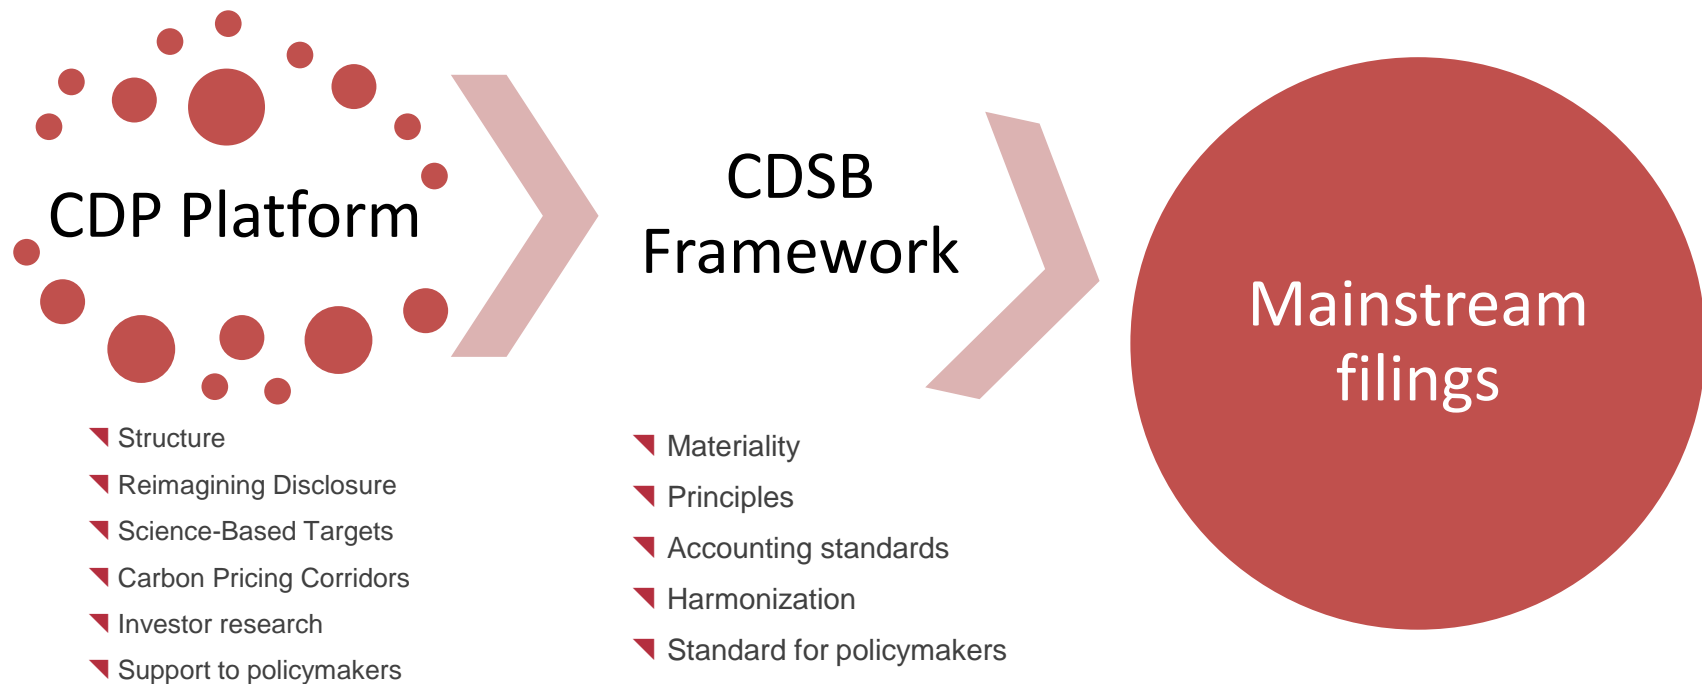 CDP Platform
Structure
Reimagining Disclosure
Science-Based Targets
Carbon Pricing Corridors
Investor research
Support to policymakers
CDSB
Framework
Materiality
Principles
Accounting standards
Harmonization
Standard for policymakers
Mainstream
filings